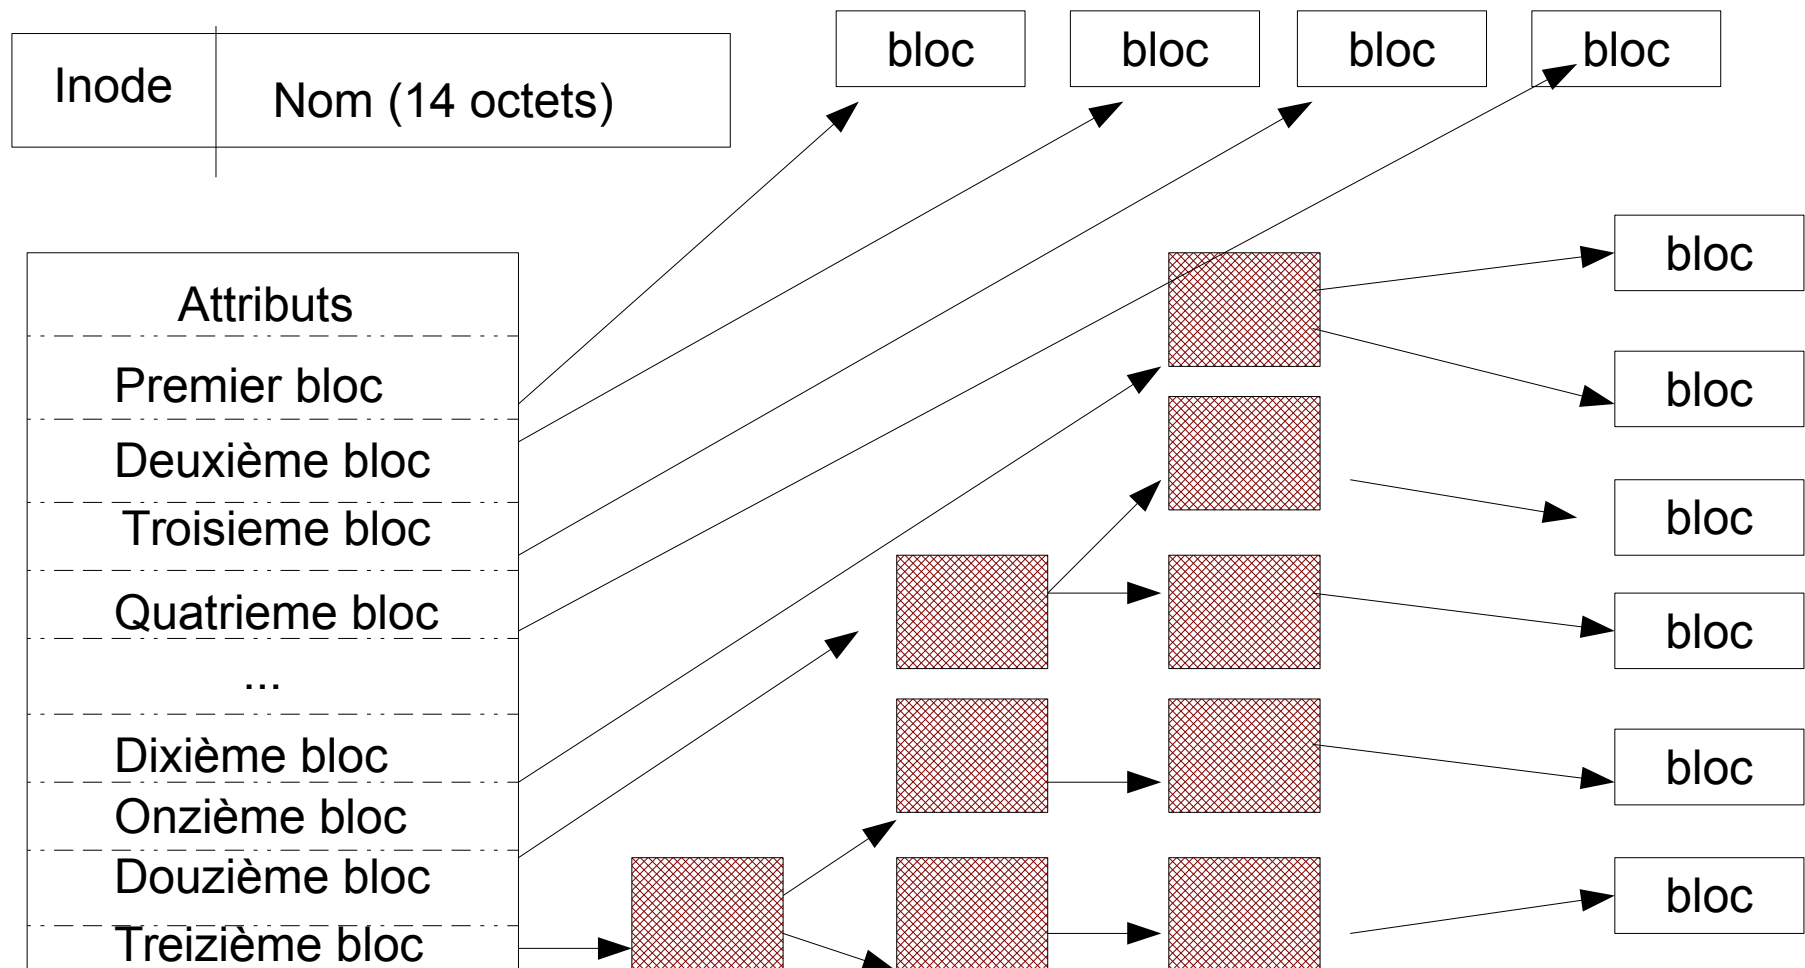 Inode
Nom (14 octets)
bloc
bloc
bloc
bloc
Attributs
Premier bloc
Deuxième bloc
Troisieme bloc
Quatrieme bloc
...
Dixième bloc
Onzième bloc
Douzième bloc
Treizième bloc
bloc
bloc
bloc
bloc
bloc
bloc